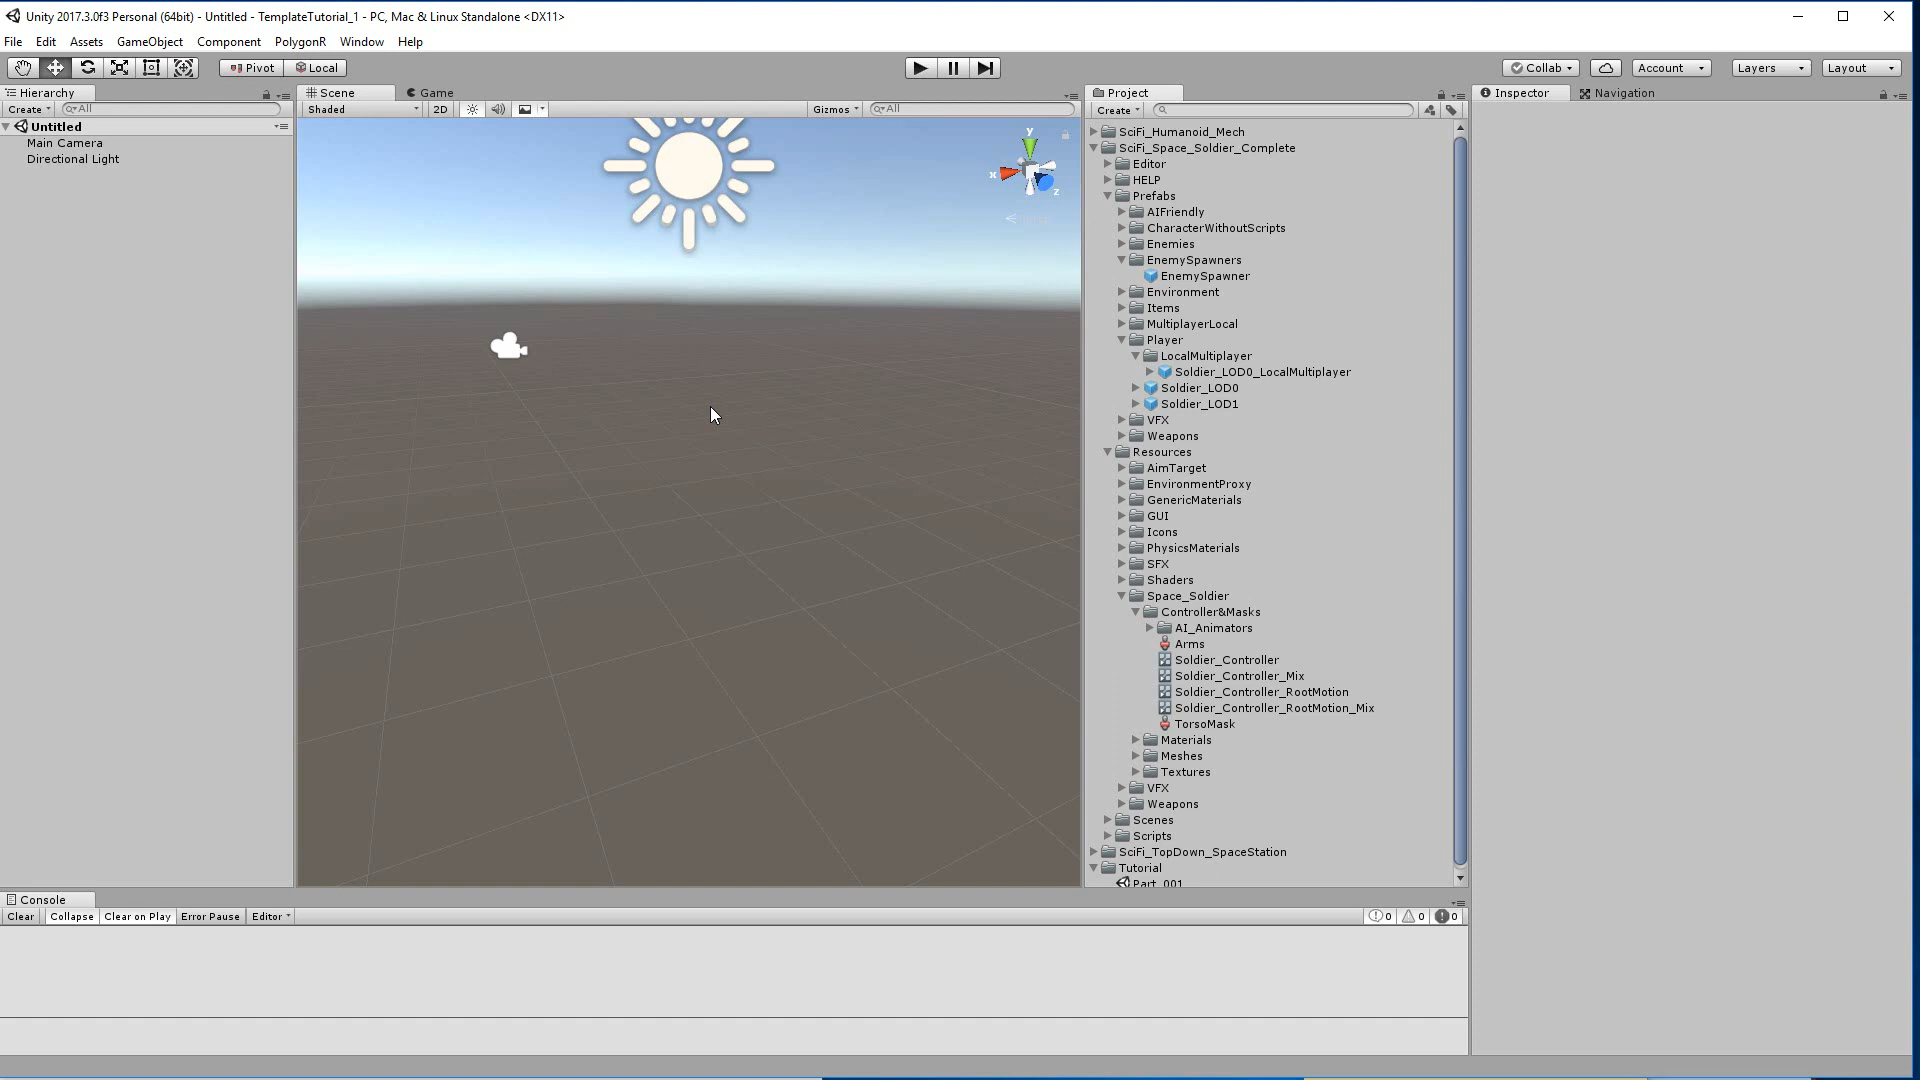 Unity 2017.3.0f3 Personal (64bit) - Untitled - TemplateTutorial_1 - PC, Mac & Linux Standalone <DX11>
File Edit Assets GameObject Component PolygonR Window Help
Pivot Local Collab Account Layers Layout
Hierarchy
Create All
Untitled
Main Camera
Directional Light
Scene Game
Shaded 2D Gizmos All
y
x
z
Project
Create
SciFi_Humanoid_Mech
SciFi_Space_Soldier_Complete
Editor
HELP
Prefabs
AIFriendly
CharacterWithoutScripts
Enemies
EnemySpawners
EnemySpawner
Environment
Items
MultiplayerLocal
Player
LocalMultiplayer
Soldier_LOD0_LocalMultiplayer
Soldier_LOD0
Soldier_LOD1
VFX
Weapons
Resources
AimTarget
EnvironmentProxy
GenericMaterials
GUI
Icons
PhysicsMaterials
SFX
Shaders
Space_Soldier
Controller&Masks
AI_Animators
Arms
Soldier_Controller
Soldier_Controller_Mix
Soldier_Controller_RootMotion
Soldier_Controller_RootMotion_Mix
TorsoMask
Materials
Meshes
Textures
VFX
Weapons
Scenes
Scripts
SciFi_TopDown_SpaceStation
Tutorial
Part_001
Inspector Navigation
Console
Clear Collapse Clear on Play Error Pause Editor 0 0 0